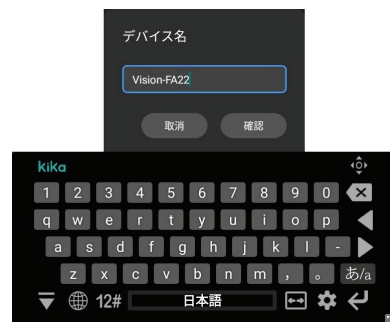 デバイス名
Vision-FA22
取消 確認
kika
1 2 3 4 5 6 7 8 9 0
q w e r t y u i o p
a s d f g h j k l -
z x c v b n m , 。 あ/a
12# 日本語